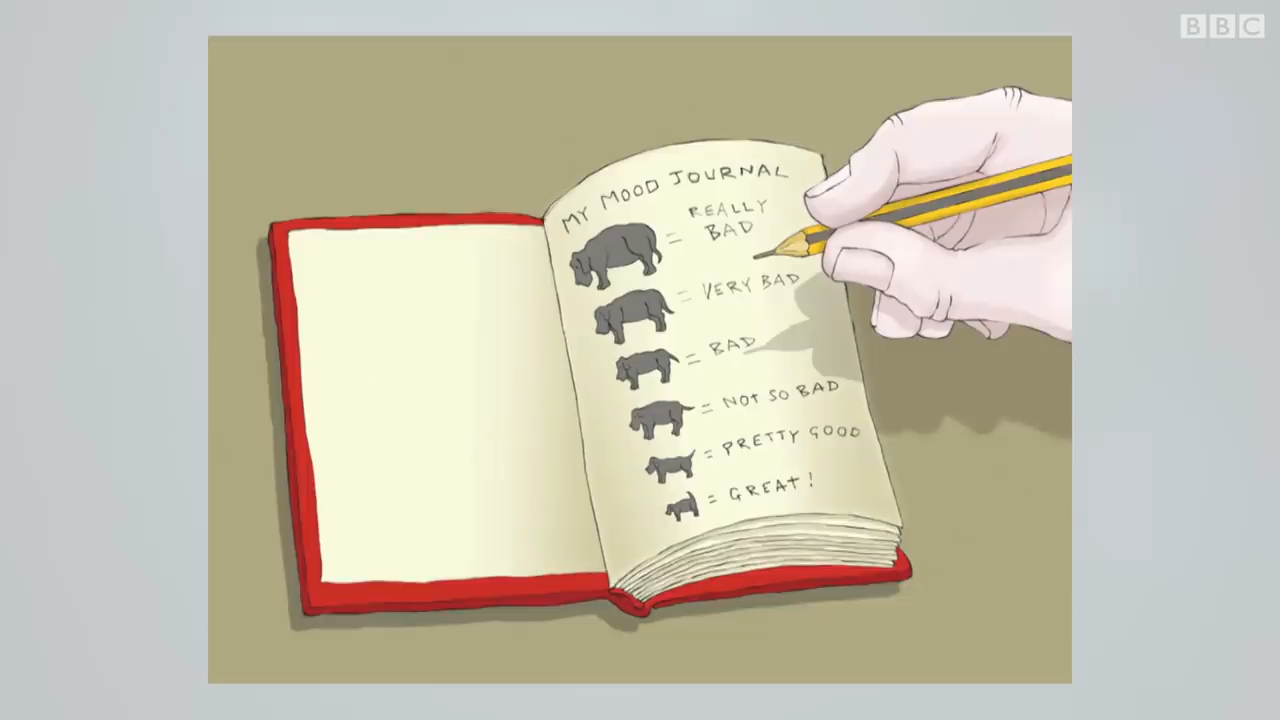 BBC
MY MOOD JOURNAL
= REALLY
BAD
= VERY BAD
= BAD
= NOT SO BAD
= PRETTY GOOD
= GREAT!